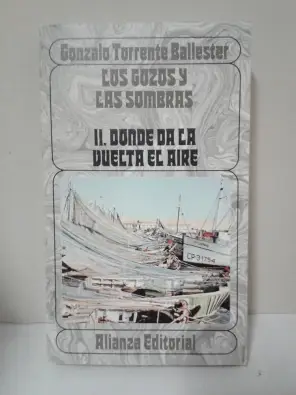 Gonzalo Torrente Ballester
LOS GOZOS Y
LAS SOMBRAS
II. DONDE DA LA
VUELTA EL AIRE
Alianza Editorial